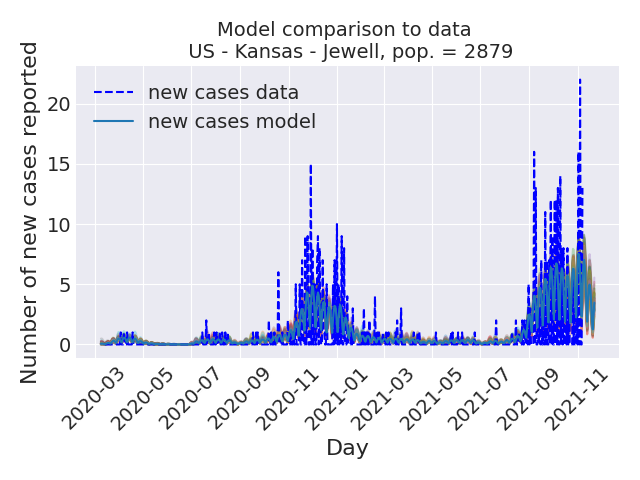 Model comparison to data
US - Kansas - Jewell, pop. = 2879
Number of new cases reported
20
15
10
5
0
new cases data
new cases model
2020-03
2020-05
2020-07
2020-09
2020-11
2021-01
2021-03
2021-05
2021-07
2021-09
2021-11
Day